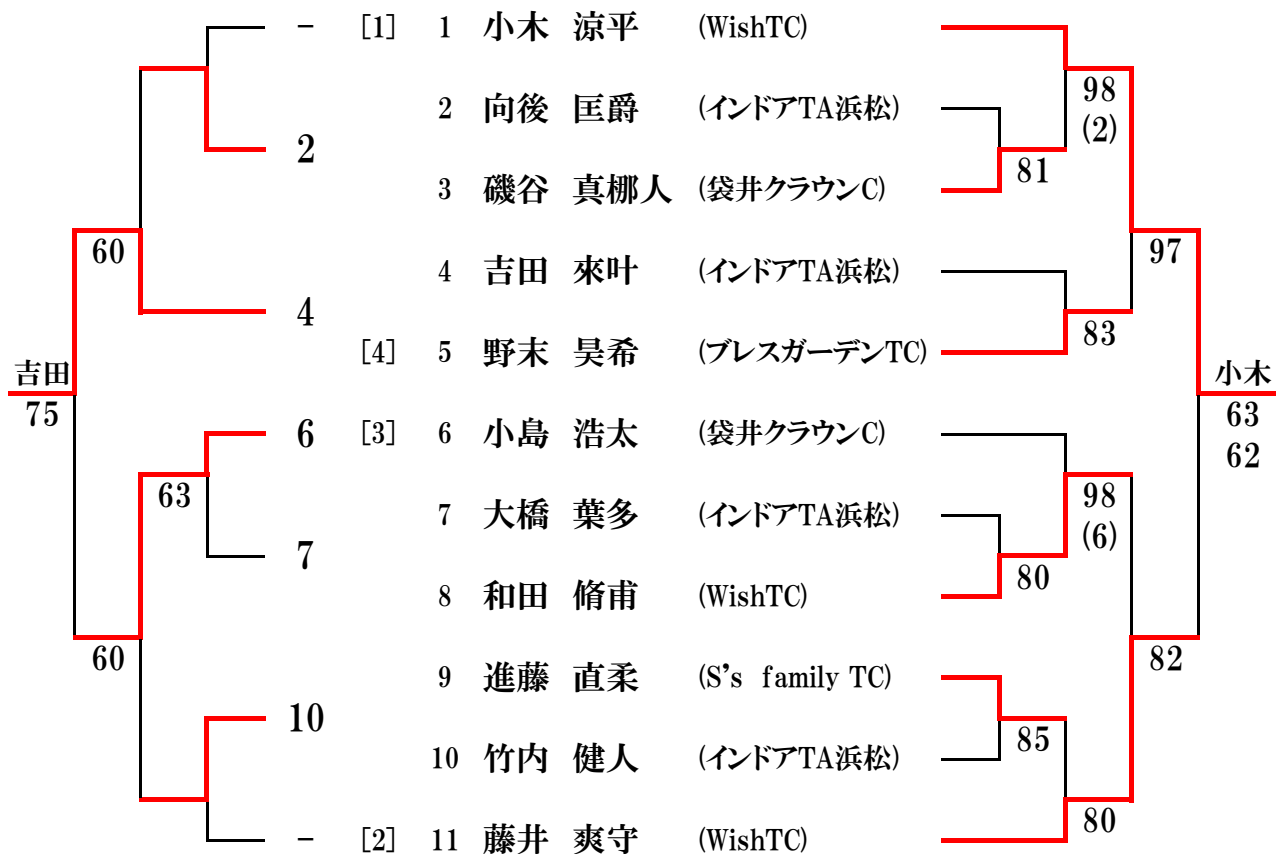 - [1] 1 小木 涼平 (WishTC)
98
2 向後 匡爵 (インドアTA浜松)
(2)
2
81
3 磯谷 真梛人 (袋井クラウンC)
60
97
4 吉田 來叶 (インドアTA浜松)
4
83
[4] 5 野末 昊希 (ブレスガーデンTC)
吉田
小木
75
63
6 [3] 6 小島 浩太 (袋井クラウンC)
62
63
98
7 大橋 葉多 (インドアTA浜松)
(6)
7
80
8 和田 脩甫 (WishTC)
60
82
9 進藤 直柔 (S's family TC)
10
85
10 竹内 健人 (インドアTA浜松)
80
- [2] 11 藤井 爽守 (WishTC)